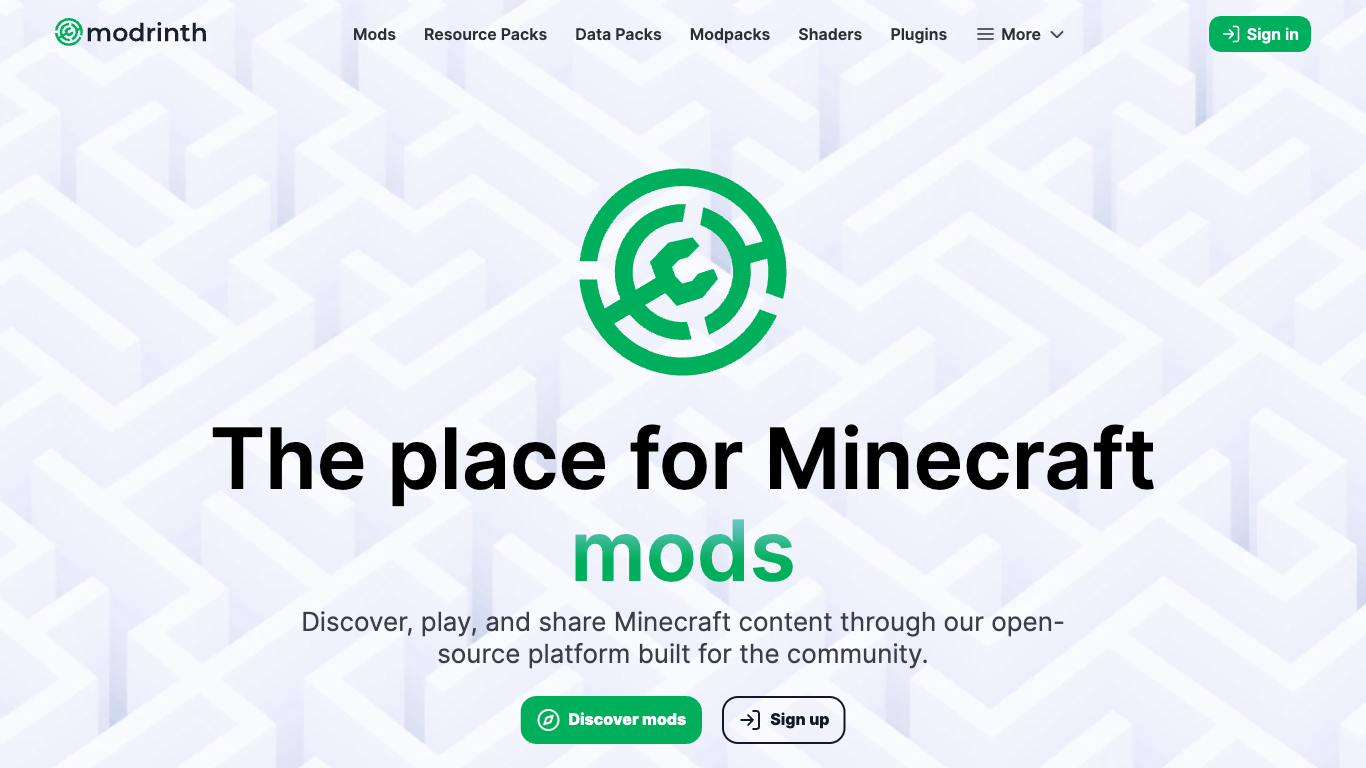 modrinth
Mods
Resource Packs
Data Packs
Modpacks
Shaders
Plugins
More
Sign in
The place for Minecraft
mods
Discover, play, and share Minecraft content through our open-
source platform built for the community.
Discover mods
Sign up